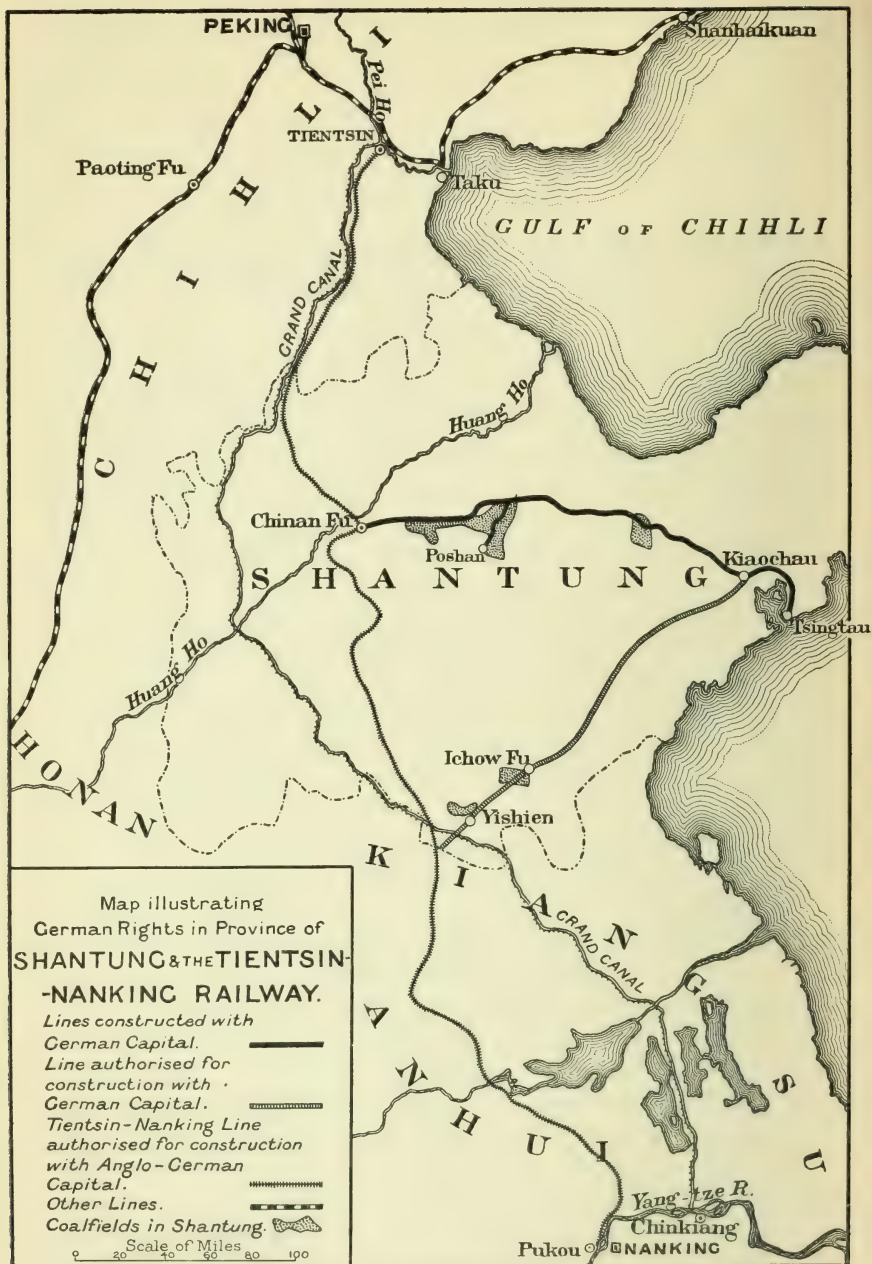 PEKING
Shanhaikuan
Pei Ho
TIENTSIN
Taku
Paoting Fu
CHIHLI
GULF OF CHIHLI
GRAND CANAL
Huang Ho
Chinan Fu
Poshan
Kiaochau
SHANTUNG
Tsingtau
Huang Ho
HONAN
Ichow Fu
Yishien
KIANGSU
GRAND CANAL
ANHUI
Yang-tze R.
Chinkiang
Pukou
NANKING
Map illustrating
German Rights in Province of
SHANTUNG & THE TIENTSIN-
-NANKING RAILWAY.
Lines constructed with
German Capital.
Line authorised for
construction with
German Capital.
Tientsin-Nanking Line
authorised for construction
with Anglo-German
Capital.
Other Lines.
Coalfields in Shantung.
Scale of Miles
0 20 40 60 80 100